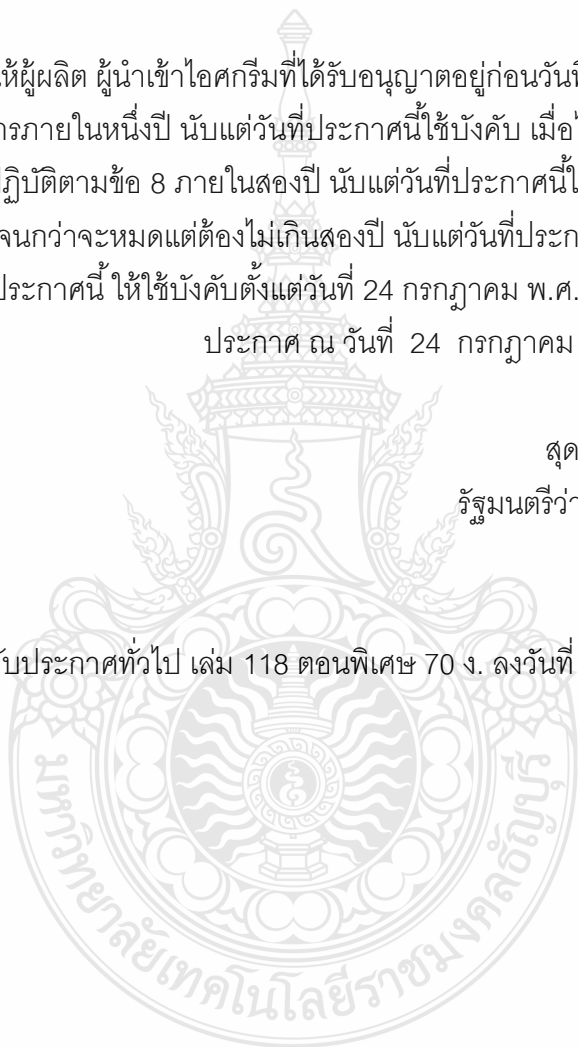 ให้ผู้ผลิต ผู้นำเข้าไอศกรีมที่ได้รับอนุญาตอยู่ก่อนวันที
ารภายในหนึ่งปี นับแต่วันที่ประกาศนี้ใช้บังคับ เมื่อไ
ฏิบัติตามข้อ 8 ภายในสองปี นับแต่วันที่ประกาศนี้ใ
จนกว่าจะหมดแต่ต้องไม่เกินสองปี นับแต่วันที่ประก
ประกาศนี้ ให้ใช้บังคับตั้งแต่วันที่ 24 กรกฎาคม พ.ศ.
ประกาศ ณ วันที่ 24 กรกฎาคม
สุด
รัฐมนตรีว่า
ับประกาศทั่วไป เล่ม 118 ตอนพิเศษ 70 ง. ลงวันที่
มหาวิทยาลัยเทคโนโลยีราชมงคลธัญบุรี